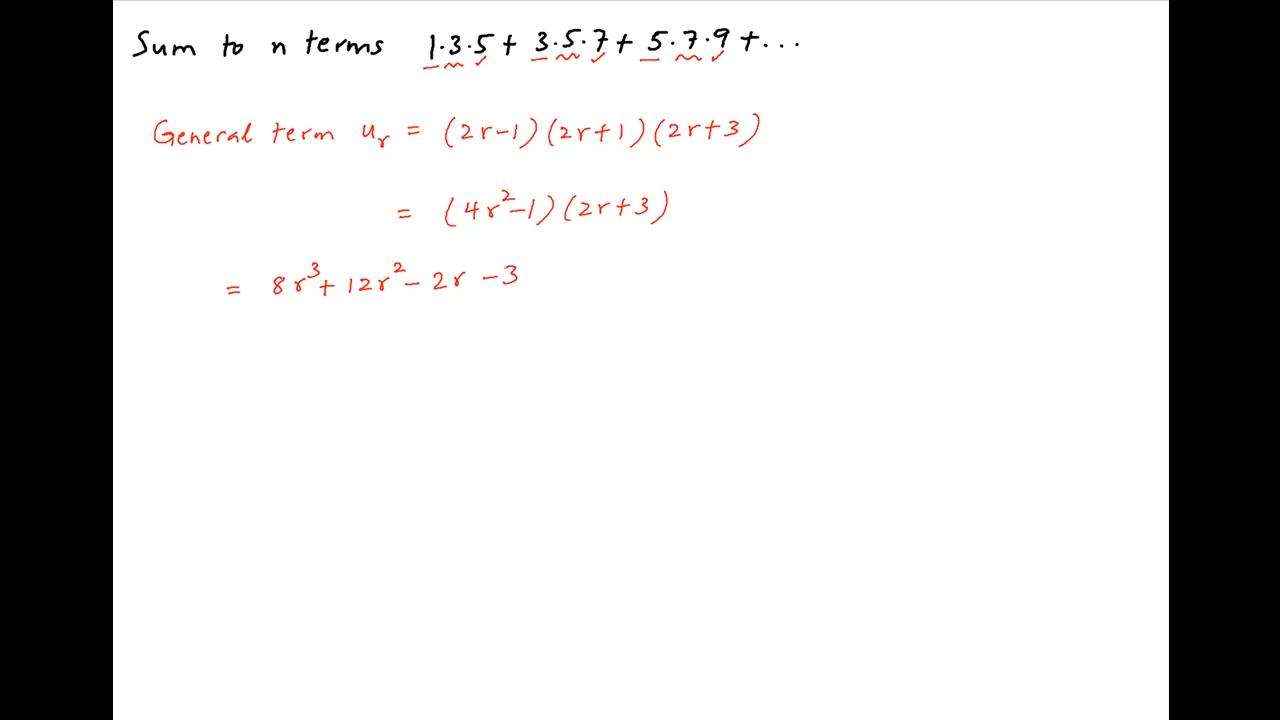 Sum to n terms 1·3·5 + 3·5·7 + 5·7·9 + ...
General term uᵣ = (2r-1)(2r+1)(2r+3)
= (4r²-1)(2r+3)
= 8r³ + 12r² - 2r - 3